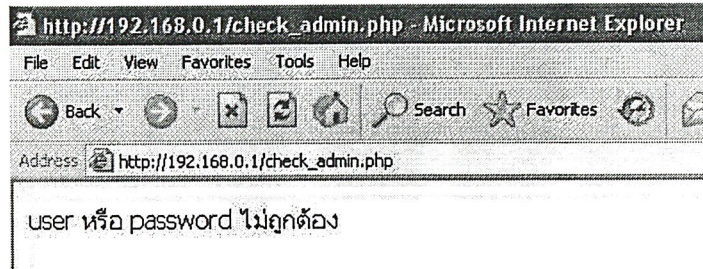 http://192.168.0.1/check_admin.php - Microsoft Internet Explorer
File Edit View Favorites Tools Help
Back Search Favorites
Address http://192.168.0.1/check_admin.php
user หรือ password ไม่ถูกต้อง